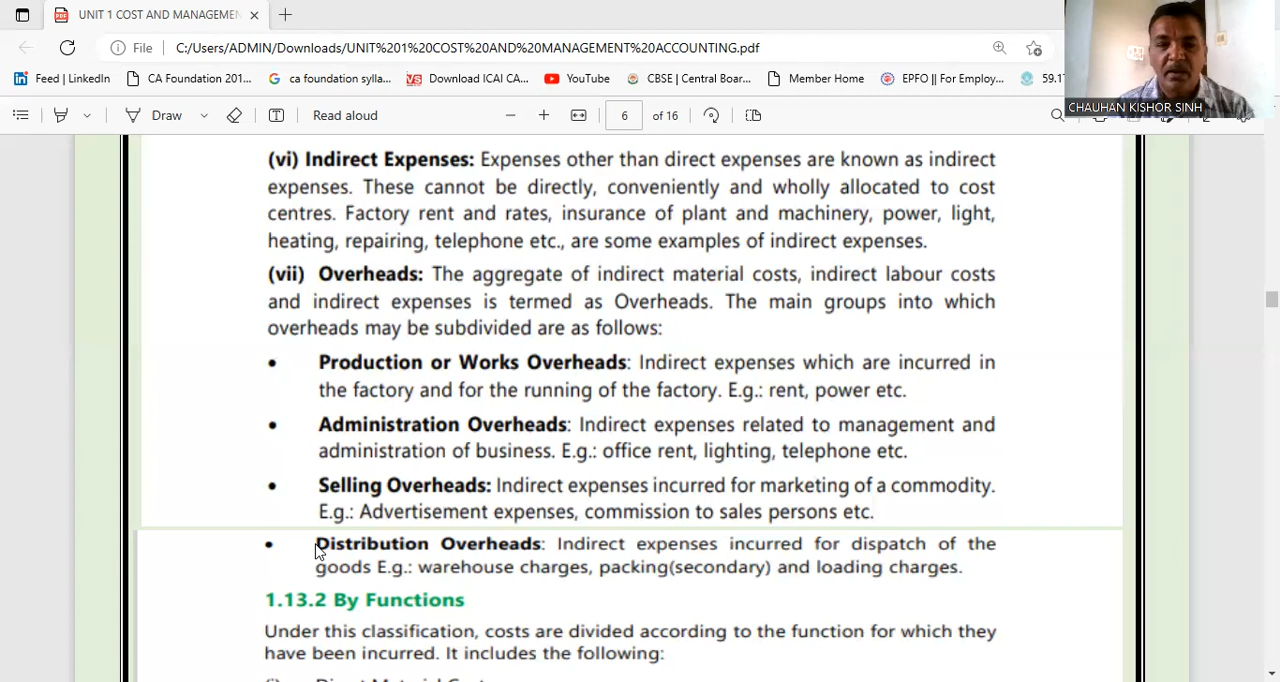 UNIT 1 COST AND MANAGEMEN
File C:/Users/ADMIN/Downloads/UNIT%201%20COST%20AND%20MANAGEMENT%20ACCOUNTING.pdf
Feed | LinkedIn CA Foundation 201... ca foundation sylla... Download ICAI CA... YouTube CBSE | Central Boar... Member Home EPFO || For Employ... 59.1
CHAUHAN KISHOR SINH
Draw Read aloud 6 of 16
(vi) Indirect Expenses: Expenses other than direct expenses are known as indirect
expenses. These cannot be directly, conveniently and wholly allocated to cost
centres. Factory rent and rates, insurance of plant and machinery, power, light,
heating, repairing, telephone etc., are some examples of indirect expenses.
(vii) Overheads: The aggregate of indirect material costs, indirect labour costs
and indirect expenses is termed as Overheads. The main groups into which
overheads may be subdivided are as follows:
• Production or Works Overheads: Indirect expenses which are incurred in
the factory and for the running of the factory. E.g.: rent, power etc.
• Administration Overheads: Indirect expenses related to management and
administration of business. E.g.: office rent, lighting, telephone etc.
• Selling Overheads: Indirect expenses incurred for marketing of a commodity.
E.g.: Advertisement expenses, commission to sales persons etc.
• Distribution Overheads: Indirect expenses incurred for dispatch of the
goods E.g.: warehouse charges, packing(secondary) and loading charges.
1.13.2 By Functions
Under this classification, costs are divided according to the function for which they
have been incurred. It includes the following: